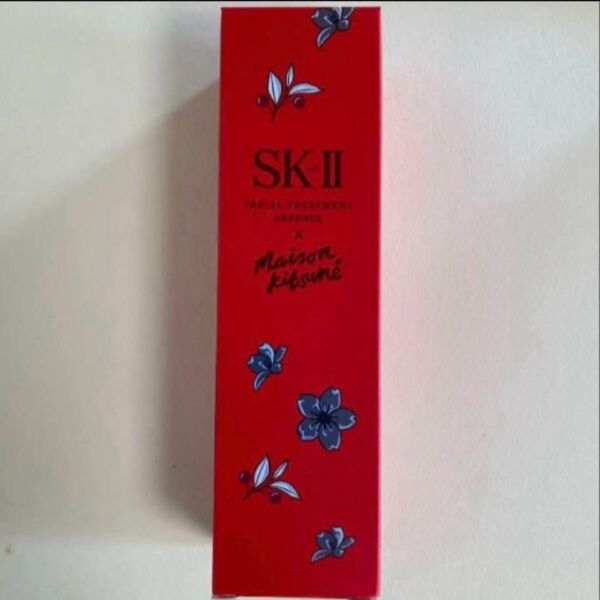 SK-II
FACIAL TREATMENT
ESSENCE
x
Maison
Kitsuné